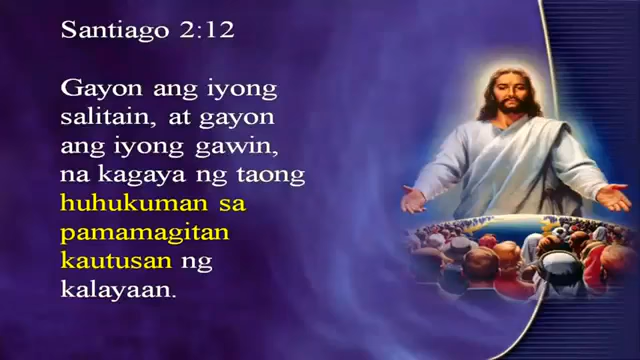 Santiago 2:12
Gayon ang iyong
salitain, at gayon
ang iyong gawin,
na kagaya ng taong
huhukuman sa
pamamagitan
kautusan ng
kalayaan.